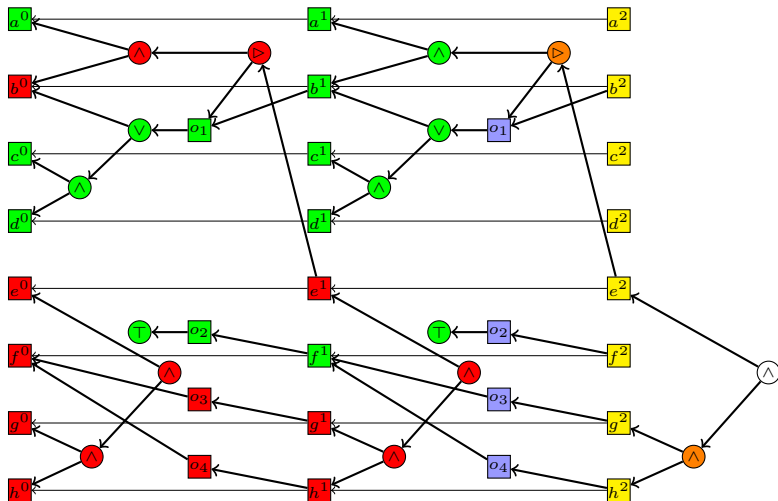 a⁰ a¹ a²
∧ ▷ ∧ ▷
b⁰ b¹ b²
∨ o₁ ∨ o₁
c⁰ c¹ c²
∧ ∧
d⁰ d¹ d²
e⁰ e¹ e²
⊤ o₂ ⊤ o₂
f⁰ f¹ f²
∧ ∧ ∧
o₃ o₃
g⁰ g¹ g²
∧ ∧ ∧
o₄ o₄
h⁰ h¹ h²